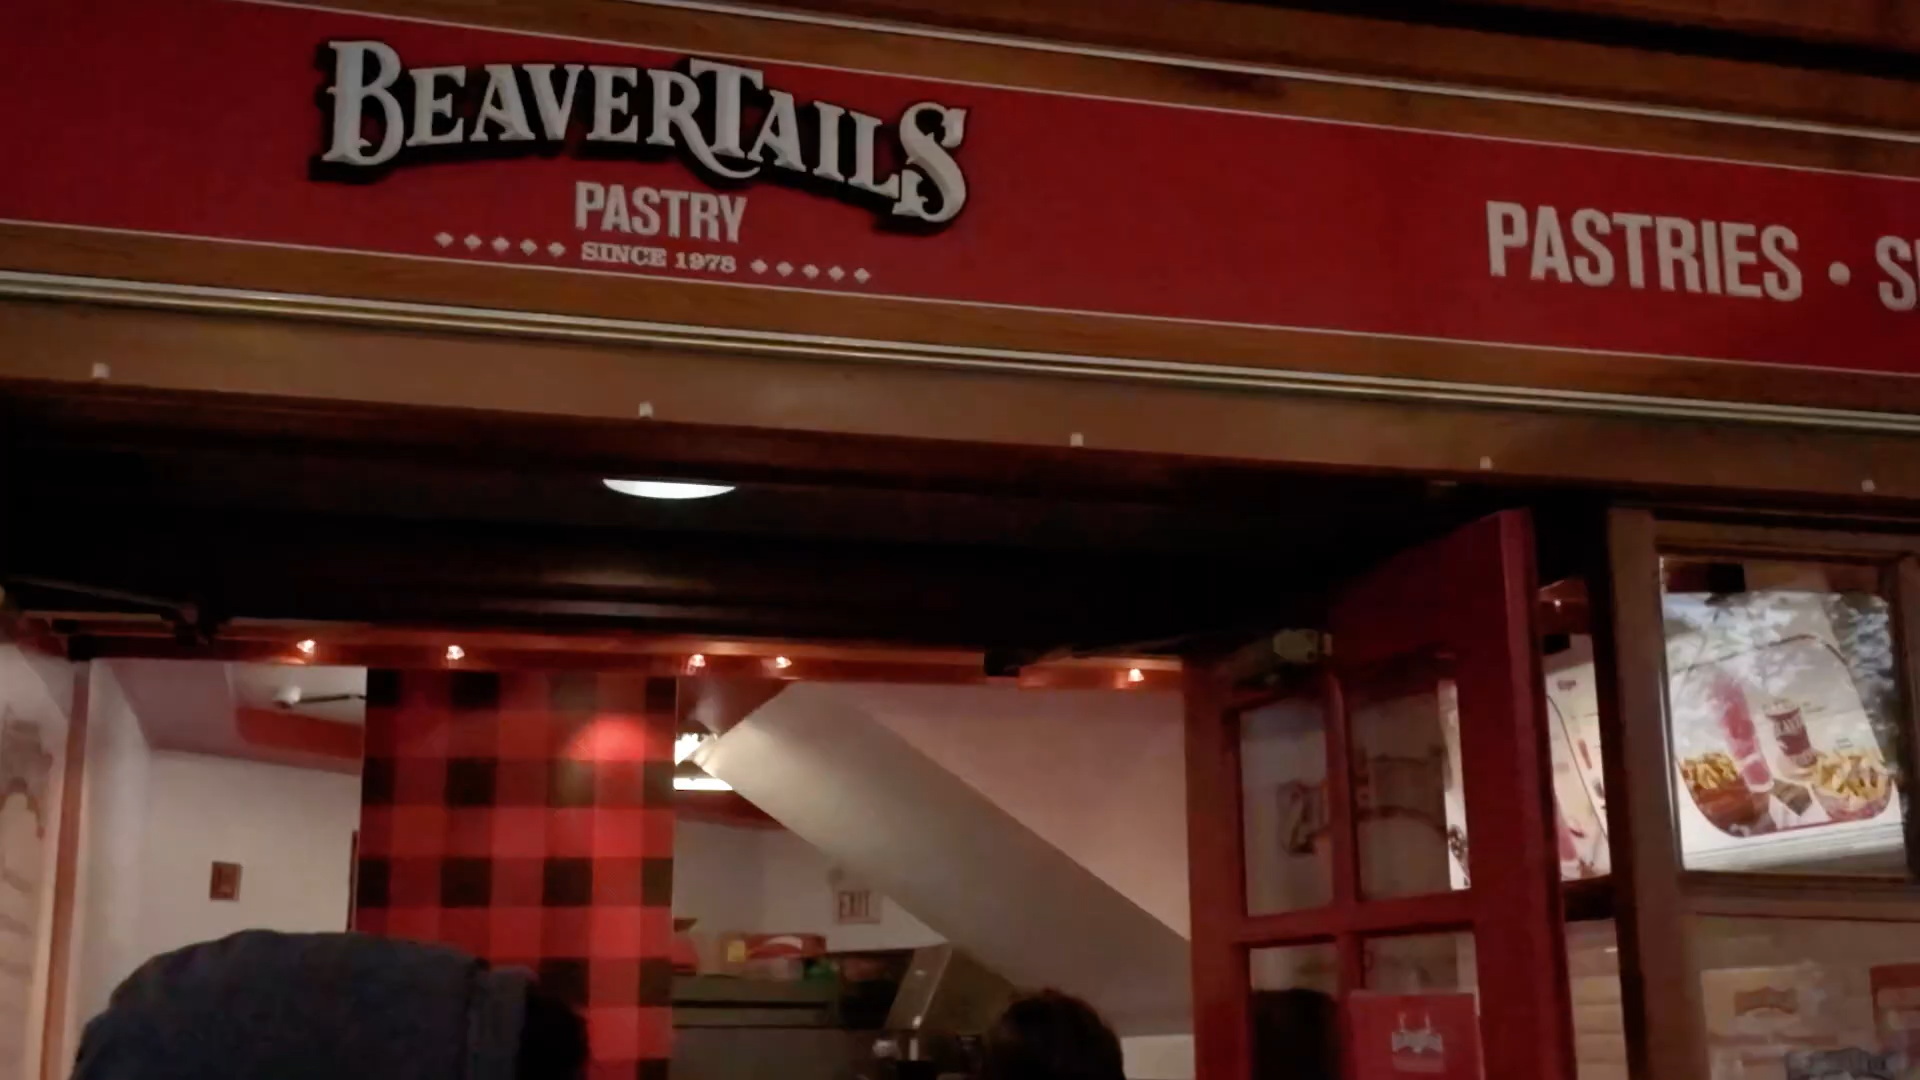 BEAVERTAILS
PASTRY
SINCE 1978
PASTRIES •
EXIT